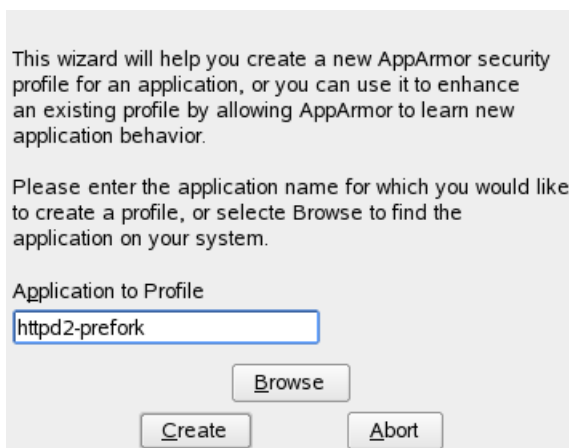 This wizard will help you create a new AppArmor security
profile for an application, or you can use it to enhance
an existing profile by allowing AppArmor to learn new
application behavior.
Please enter the application name for which you would like
to create a profile, or selecte Browse to find the
application on your system.
Application to Profile
httpd2-prefork
Browse
Create Abort